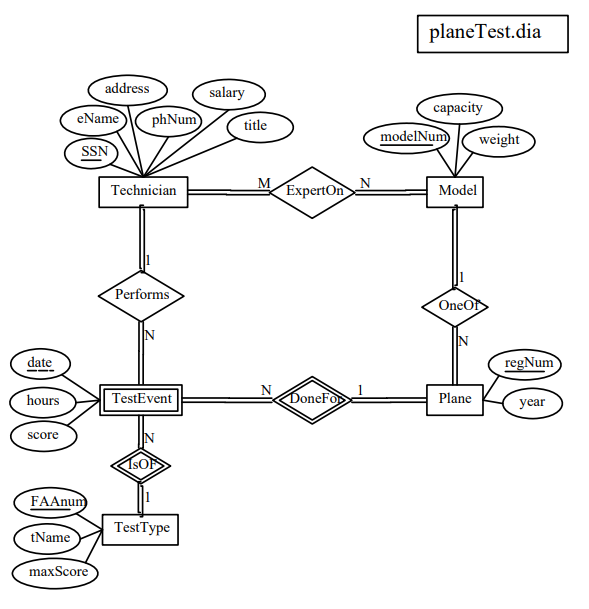 planeTest.dia
address
salary
capacity
eName
phNum
title
modelNum
weight
SSN
Technician
M
ExpertOn
N
Model
1
1
Performs
OneOf
N
N
date
regNum
hours
TestEvent
N
DoneFor
1
Plane
year
score
N
IsOF
1
FAAnum
TestType
tName
maxScore